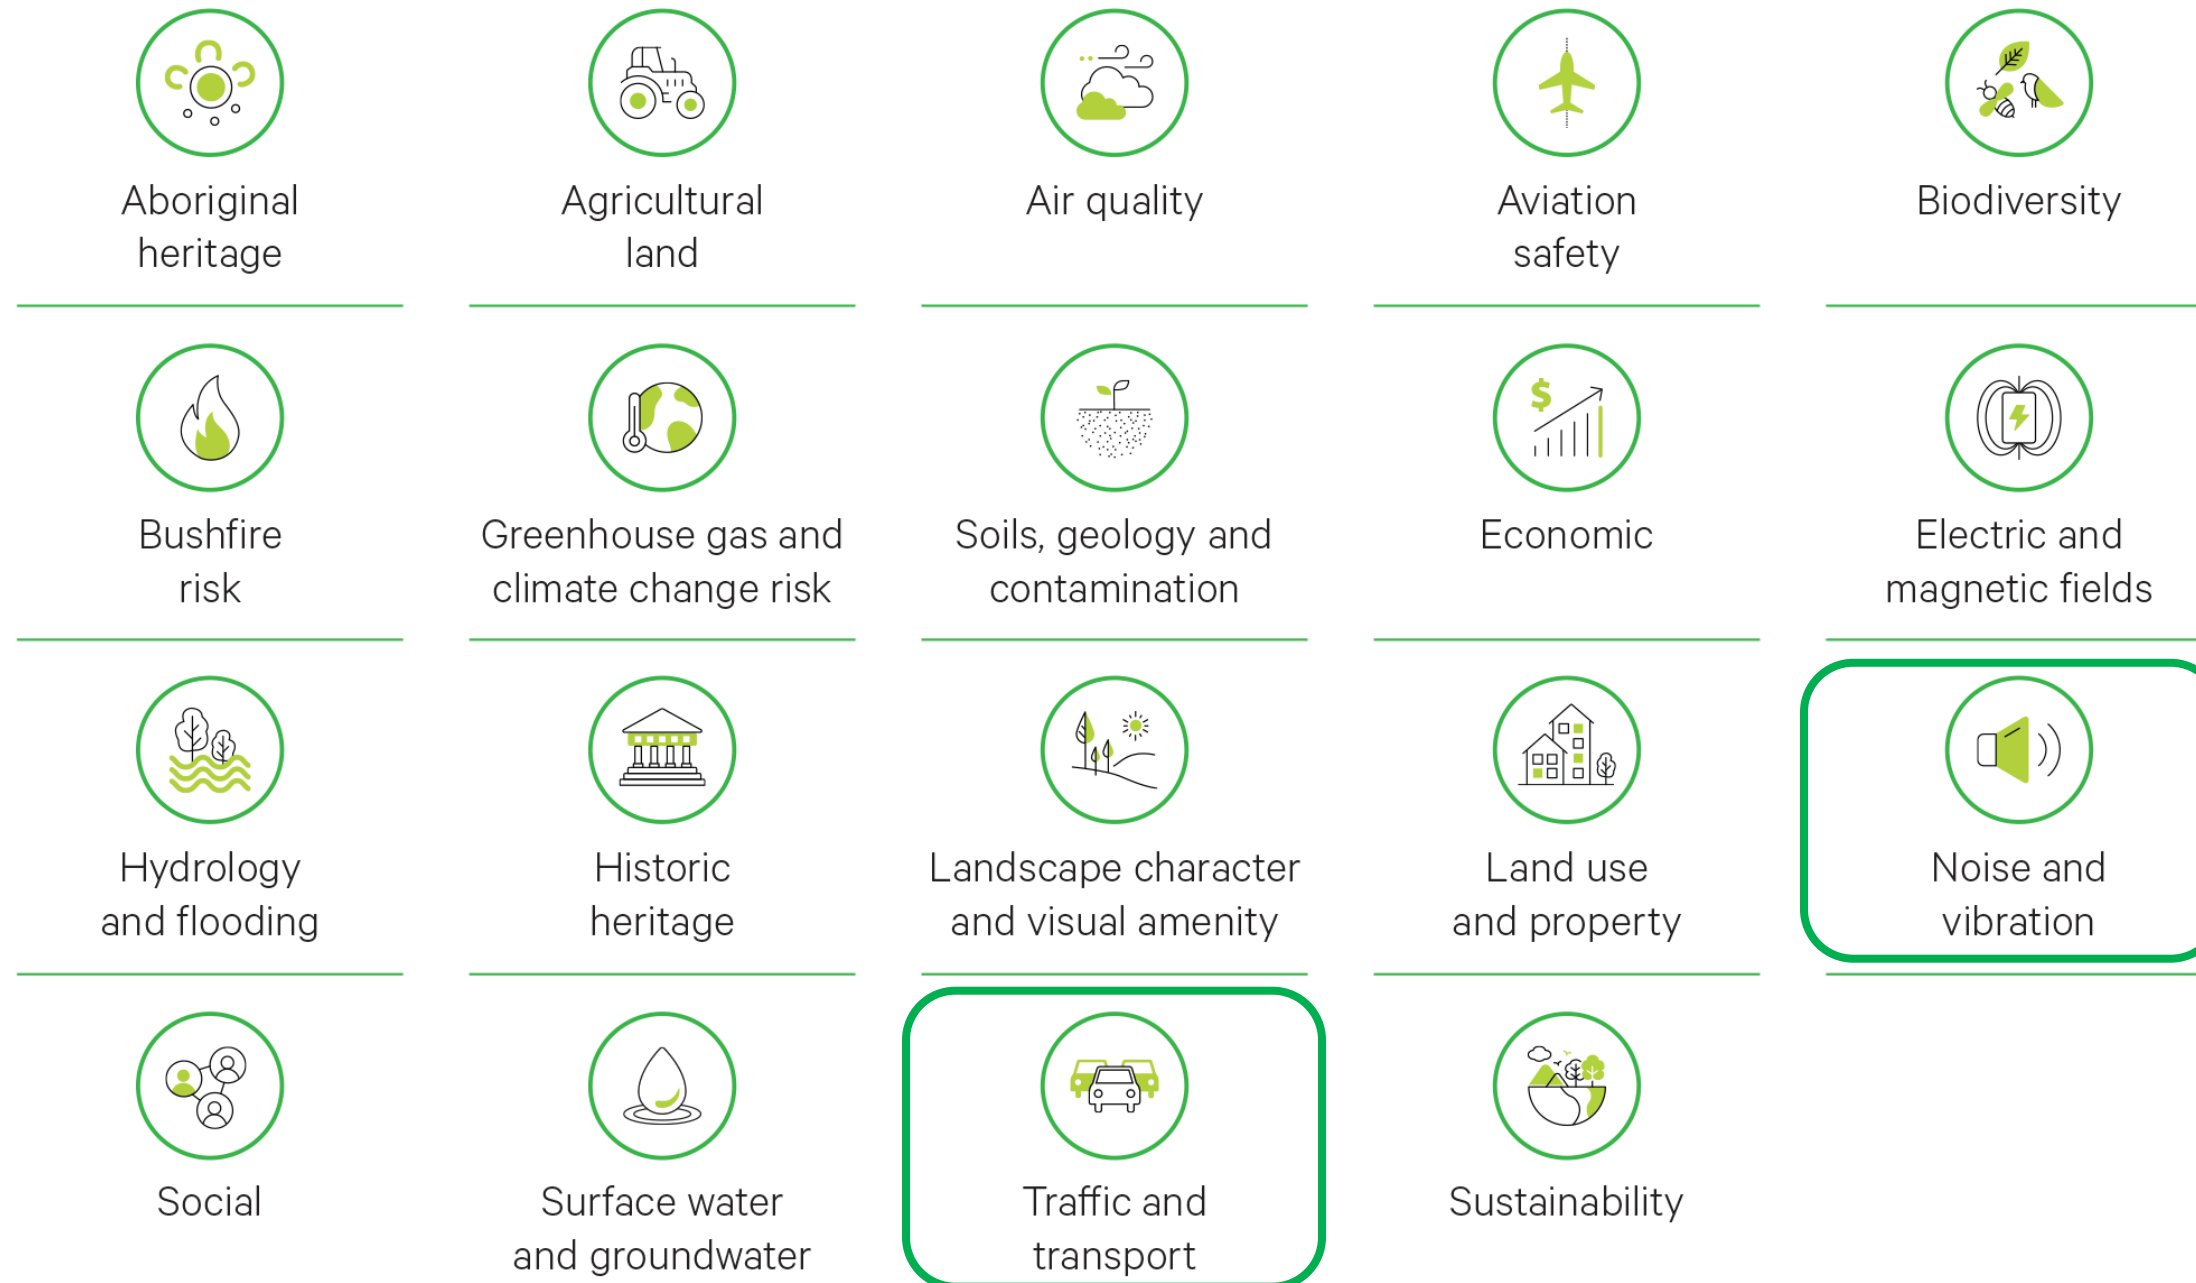 Aboriginal
heritage
Agricultural
land
Air quality
Aviation
safety
Biodiversity
Bushfire
risk
Greenhouse gas and
climate change risk
Soils, geology and
contamination
$
Economic
Electric and
magnetic fields
Hydrology
and flooding
Historic
heritage
Landscape character
and visual amenity
Land use
and property
Noise and
vibration
Social
Surface water
and groundwater
Traffic and
transport
Sustainability